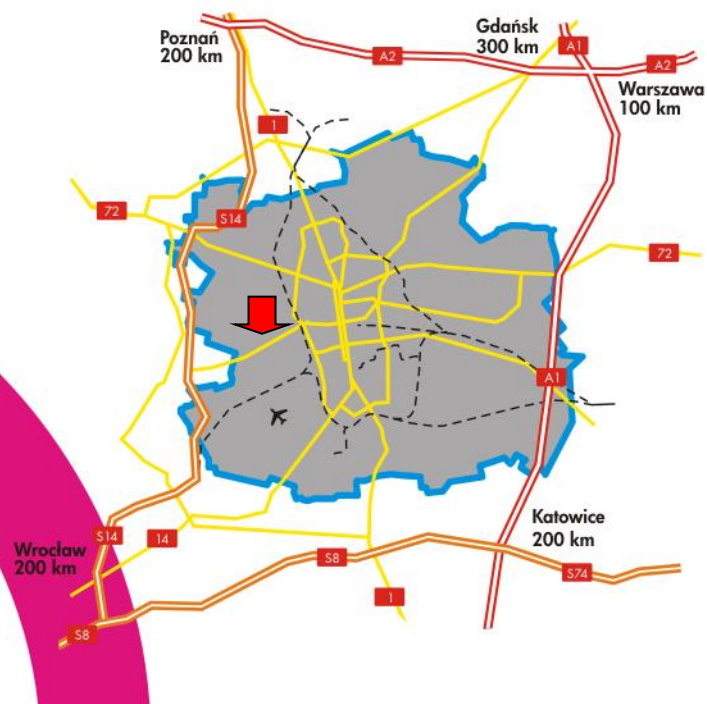 Poznań
200 km
Gdańsk
300 km
A1
A2
A2
Warszawa
100 km
1
72
S14
72
A1
Katowice
200 km
S14
14
Wrocław
200 km
S8
S74
1
S8